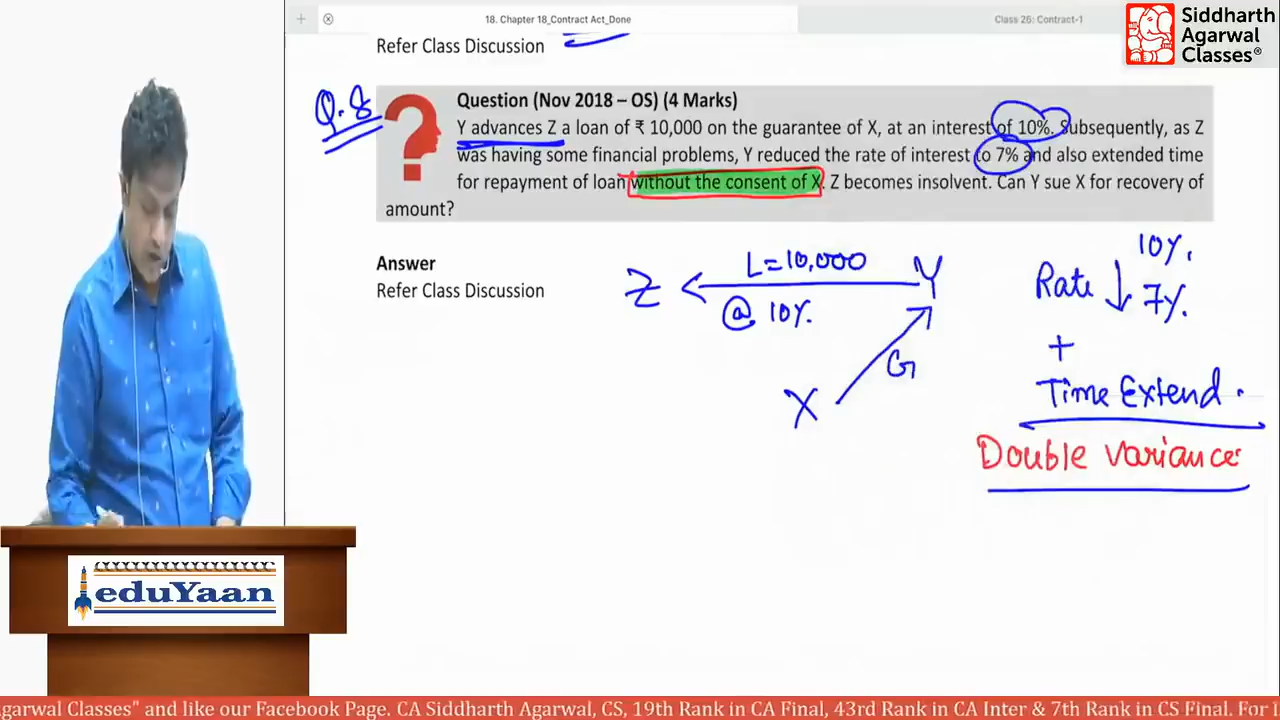 18. Chapter 18_Contract Act_Done
Class 26: Contract-1
Siddharth
Agarwal
Classes®
Refer Class Discussion
Q.8
?
Question (Nov 2018 – OS) (4 Marks)
Y advances Z a loan of ₹ 10,000 on the guarantee of X, at an interest of 10%. Subsequently, as Z
was having some financial problems, Y reduced the rate of interest to 7% and also extended time
for repayment of loan without the consent of X. Z becomes insolvent. Can Y sue X for recovery of
amount?
Answer
Refer Class Discussion
Z L=10,000 Y
@ 10%.
G
X
Rate ↓ 10%.
7%.
+
Time Extend.
Double variance
eduYaan
garwal Classes" and like our Facebook Page. CA Siddharth Agarwal, CS, 19th Rank in CA Final, 43rd Rank in CA Inter & 7th Rank in CS Final. For